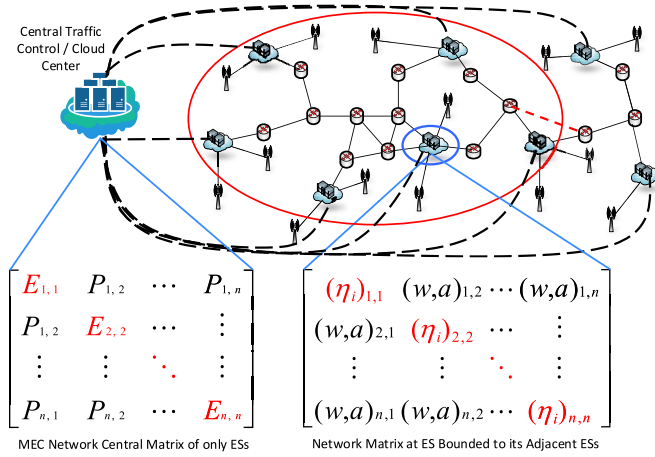 Central Traffic
Control / Cloud
Center
E1, 1 P1, 2 ⋯ P1, n
P1, 2 E2, 2 ⋯ ⋮
⋮ ⋮ ⋱ ⋮
Pn, 1 Pn, 2 ⋯ En, n
MEC Network Central Matrix of only ESs
(ηi)1,1 (w,a)1,2 ⋯ (w,a)1,n
(w,a)2,1 (ηi)2,2 ⋯ ⋮
⋮ ⋮ ⋱ ⋮
(w,a)n,1 (w,a)n,2 ⋯ (ηi)n,n
Network Matrix at ES Bounded to its Adjacent ESs